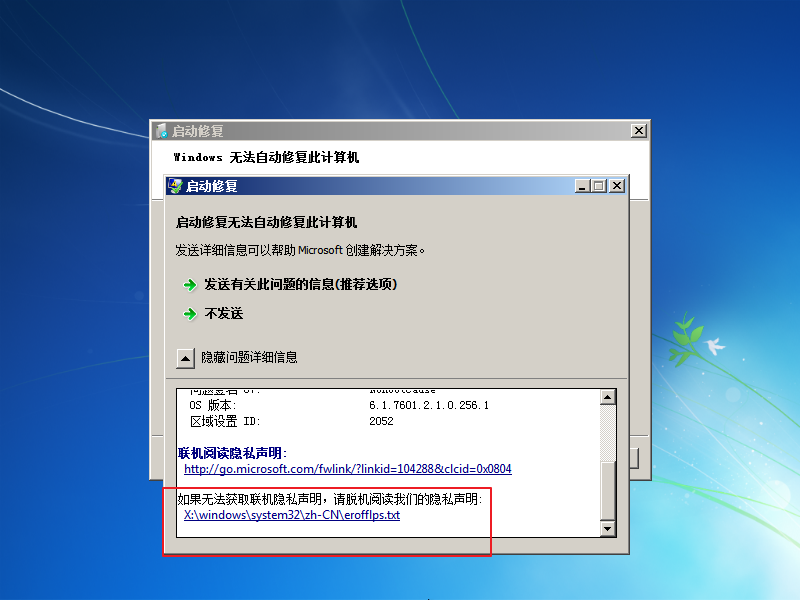 启动修复
Windows 无法自动修复此计算机
启动修复
启动修复无法自动修复此计算机
发送详细信息可以帮助 Microsoft 创建解决方案。
发送有关此问题的信息(推荐选项)
不发送
隐藏问题详细信息
OS 版本: 6.1.7601.2.1.0.256.1
区域设置 ID: 2052
联机阅读隐私声明:
http://go.microsoft.com/fwlink/?linkid=104288&clcid=0x0804
如果无法获取联机隐私声明，请脱机阅读我们的隐私声明:
X:\windows\system32\zh-CN\erofflps.txt